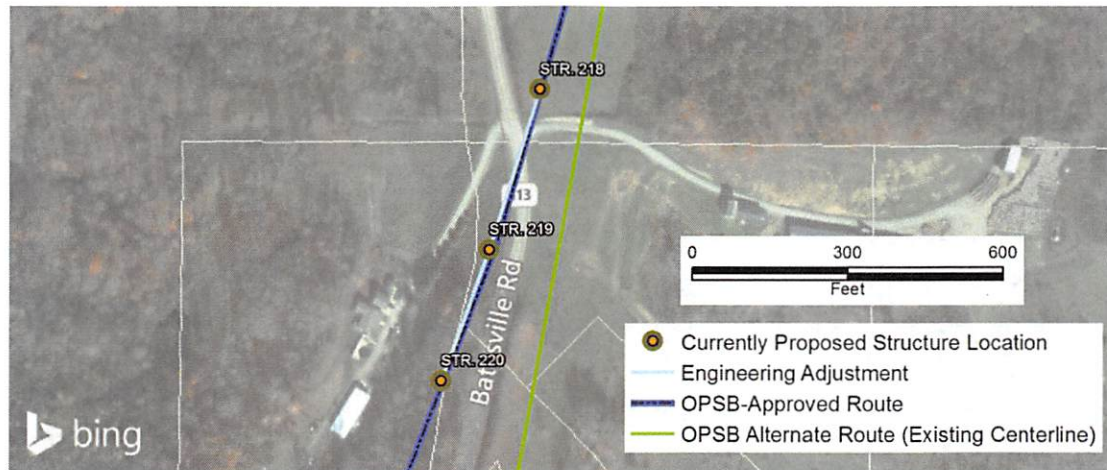 STR. 218
13
STR. 219
Batesville Rd
STR. 220
0 300 600
Feet
Currently Proposed Structure Location
Engineering Adjustment
OPSB-Approved Route
OPSB Alternate Route (Existing Centerline)
bing